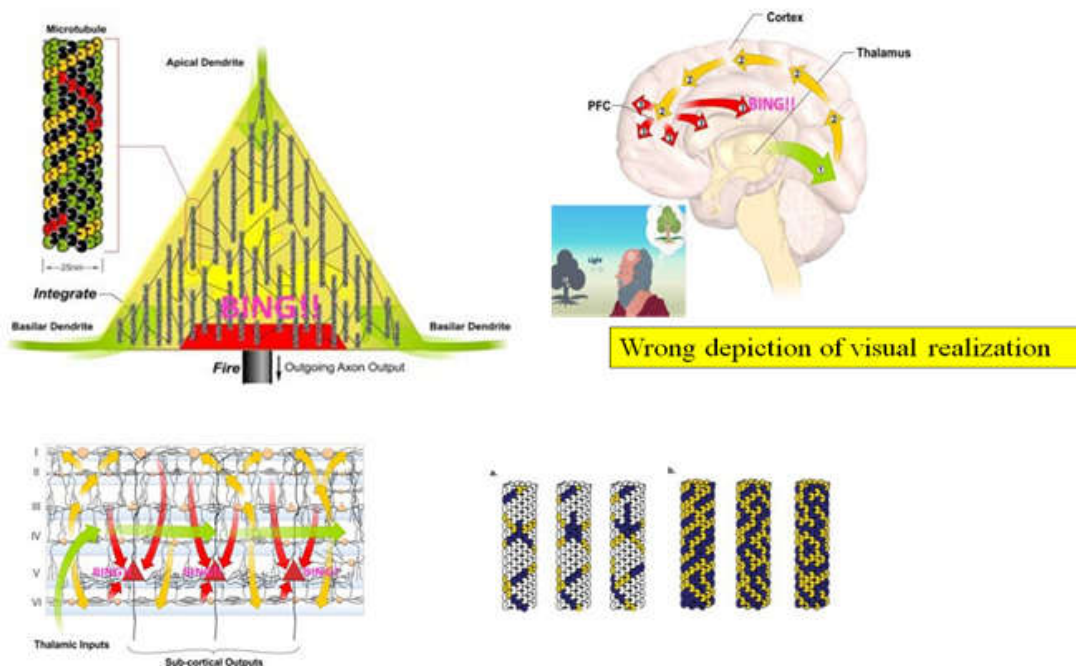 Microtubule
Apical Dendrite
25nm
Integrate
BING!!
Basilar Dendrite
Basilar Dendrite
Fire
Outgoing Axon Output
Cortex
Thalamus
PFC
BING!!
Light
Wrong depiction of visual realization
I
II
III
IV
V
VI
BING!
BING!
BING!
Thalamic Inputs
Sub-cortical Outputs